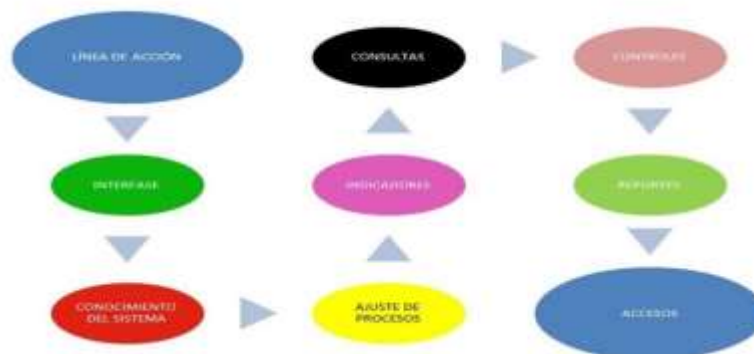 LÍNEA DE ACCIÓN
INTERFASE
CONOCIMIENTO
DEL SISTEMA
AJUSTE DE
PROCESOS
INDICADORES
CONSULTAS
CONTROLES
REPORTES
ACCESOS